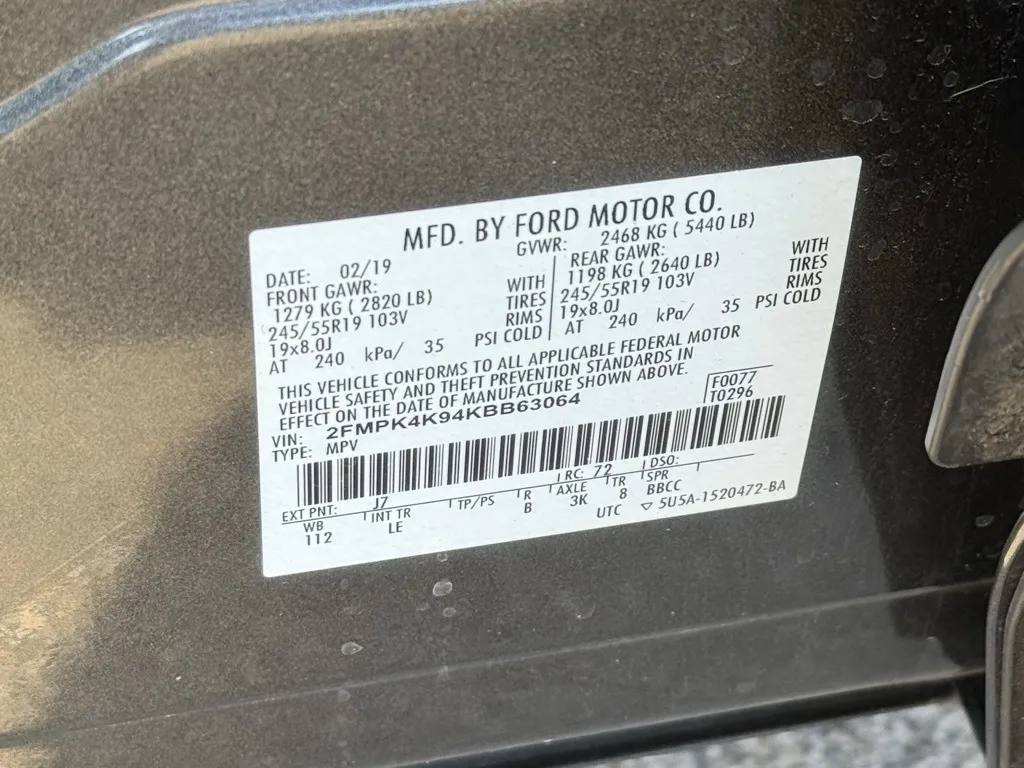 MFD. BY FORD MOTOR CO.
DATE: 02/19 GVWR: 2468 KG ( 5440 LB)
FRONT GAWR: REAR GAWR:
1279 KG ( 2820 LB) WITH 1198 KG ( 2640 LB) WITH
245/55R19 103V TIRES 245/55R19 103V TIRES
19x8.0J RIMS 19x8.0J RIMS
AT 240 kPa/ 35 PSI COLD AT 240 kPa/ 35 PSI COLD
THIS VEHICLE CONFORMS TO ALL APPLICABLE FEDERAL MOTOR
VEHICLE SAFETY AND THEFT PREVENTION STANDARDS IN
EFFECT ON THE DATE OF MANUFACTURE SHOWN ABOVE.
F0077
T0296
VIN: 2FMPK4K94KBB63064
TYPE: MPV
EXT PNT: J7 RC: 72 DSO:
WB INT TR TP/PS R AXLE TR SPR
112 LE B 3K 8 BBCC
UTC ▽ 5U5A-1520472-BA